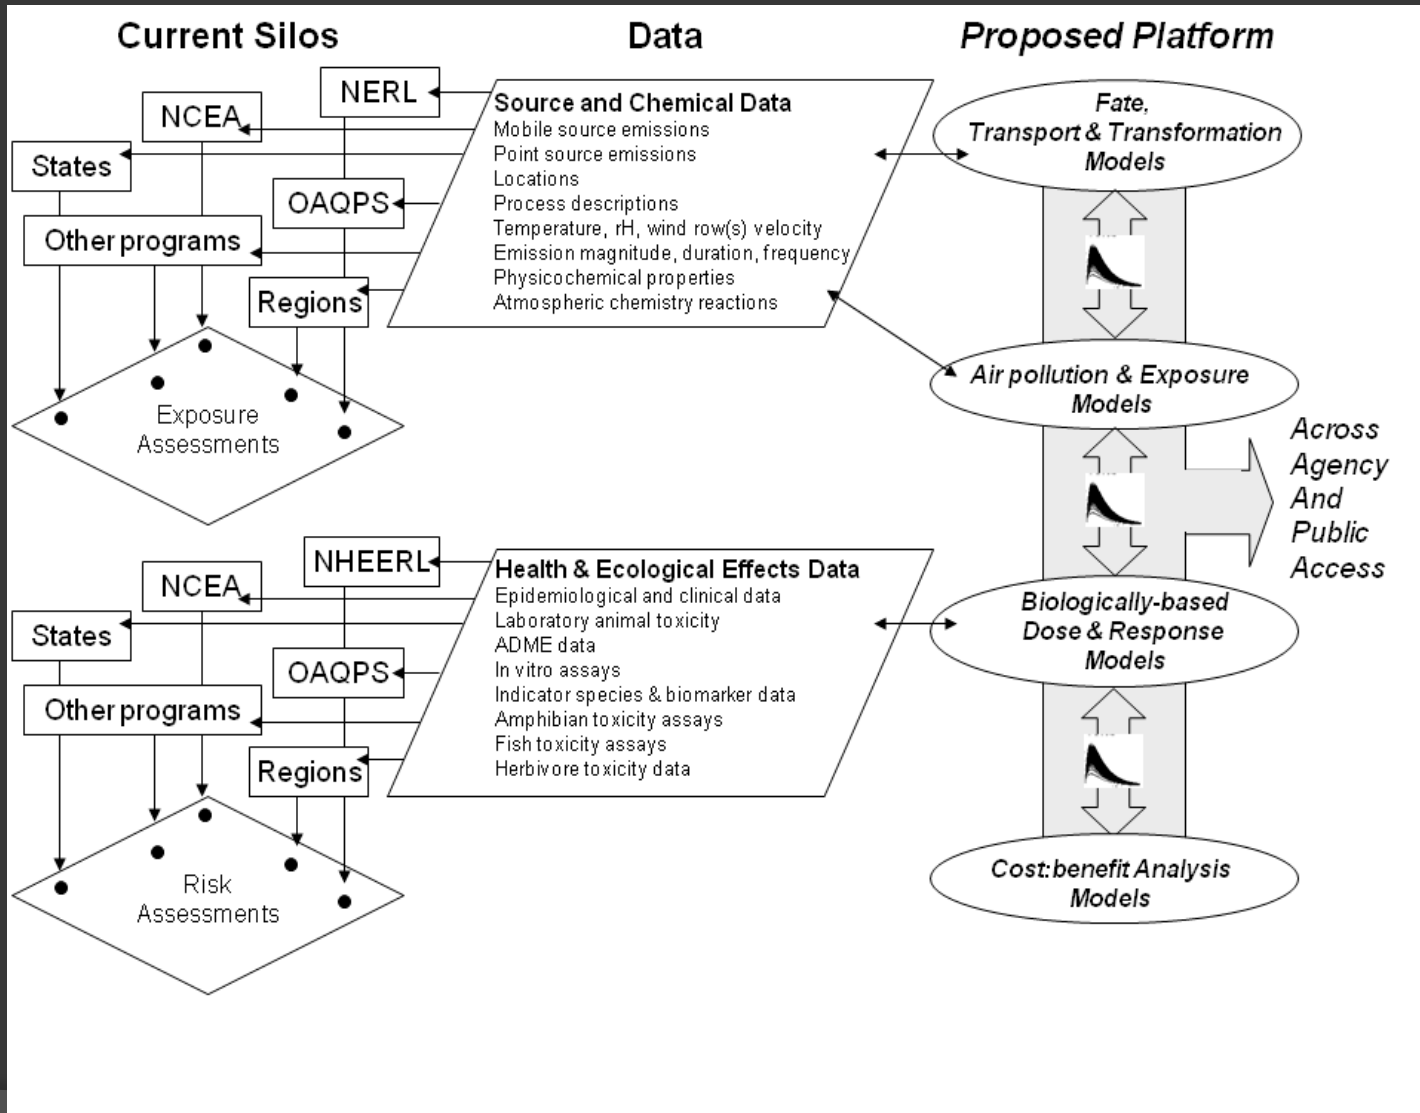 Current Silos
Data
Proposed Platform
NERL
NCEA
States
OAQPS
Other programs
Regions
Exposure
Assessments
Source and Chemical Data
Mobile source emissions
Point source emissions
Locations
Process descriptions
Temperature, rH, wind row(s) velocity
Emission magnitude, duration, frequency
Physicochemical properties
Atmospheric chemistry reactions
Fate,
Transport & Transformation
Models
Air pollution & Exposure
Models
Across
Agency
And
Public
Access
NHEERL
NCEA
States
OAQPS
Other programs
Regions
Risk
Assessments
Health & Ecological Effects Data
Epidemiological and clinical data
Laboratory animal toxicity
ADME data
In vitro assays
Indicator species & biomarker data
Amphibian toxicity assays
Fish toxicity assays
Herbivore toxicity data
Biologically-based
Dose & Response
Models
Cost:benefit Analysis
Models